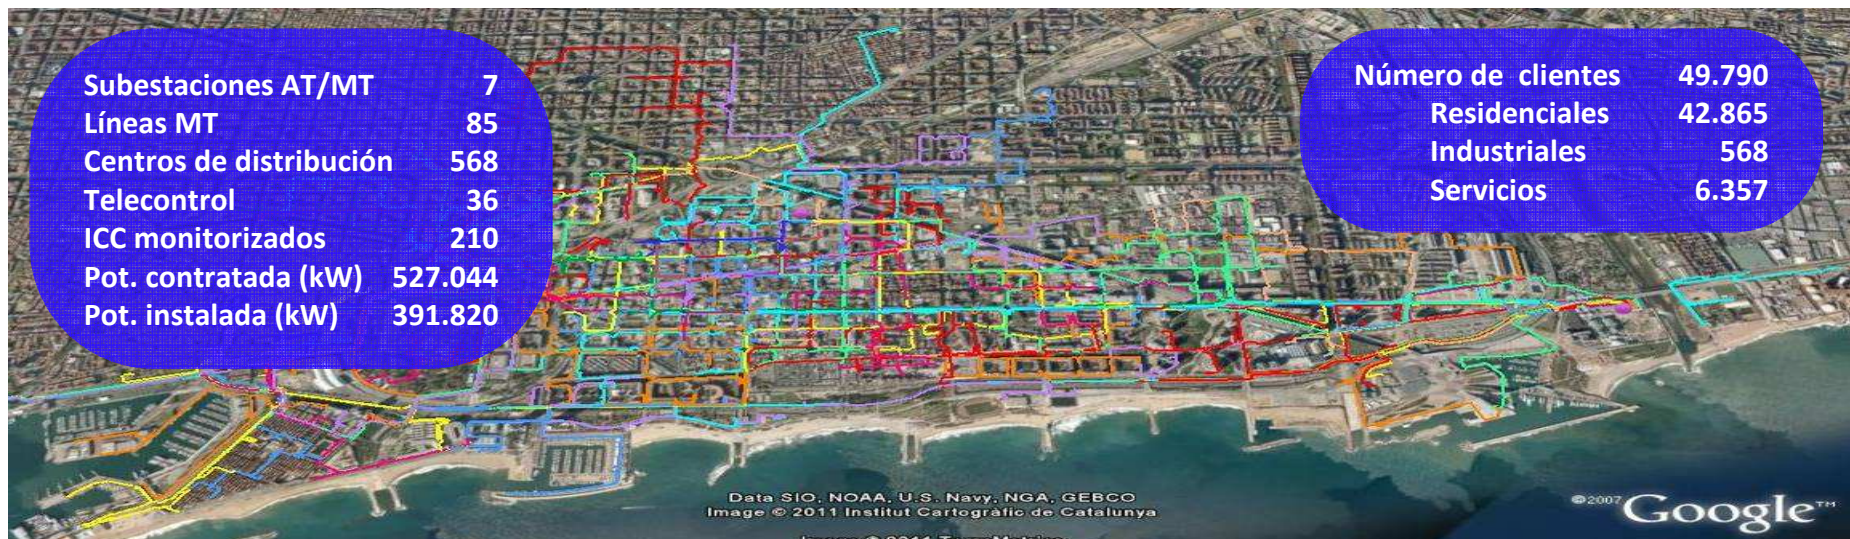 Subestaciones AT/MT 7
Líneas MT 85
Centros de distribución 568
Telecontrol 36
ICC monitorizados 210
Pot. contratada (kW) 527.044
Pot. instalada (kW) 391.820
Número de clientes 49.790
Residenciales 42.865
Industriales 568
Servicios 6.357
Data SIO, NOAA, U.S. Navy, NGA, GEBCO
Image © 2011 Institut Cartogràfic de Catalunya
©2007 Google™